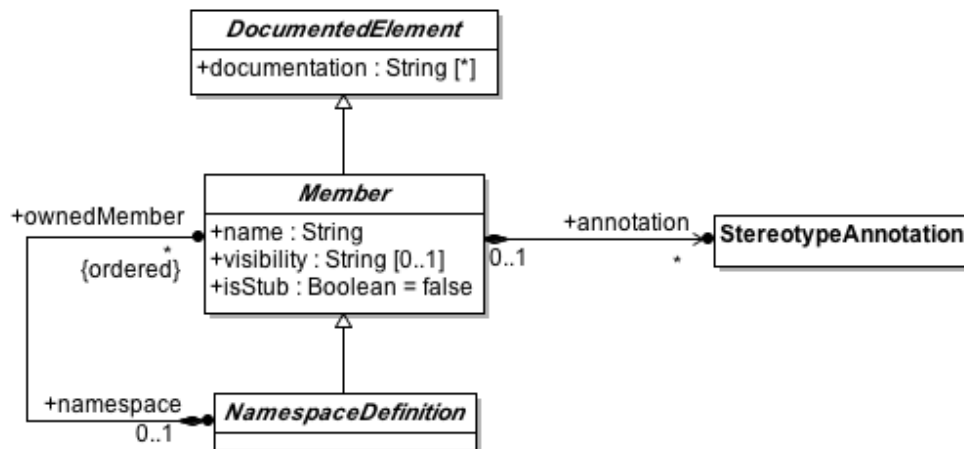 DocumentedElement
+documentation : String [*]
Member
+name : String
+visibility : String [0..1]
+isStub : Boolean = false
+ownedMember
*
{ordered}
+annotation
0..1
*
StereotypeAnnotation
+namespace
0..1
NamespaceDefinition